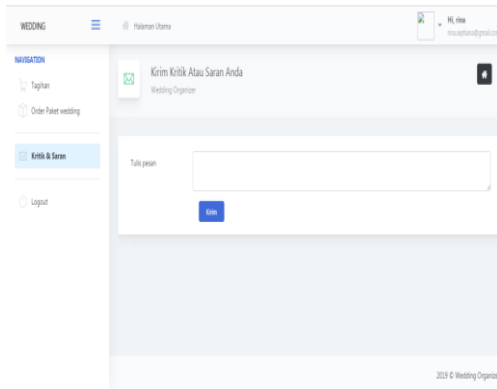 WEDDING
Halaman Utama
Hi, rina
NAVIGATION
Tagihan
Order Paket wedding
Kritik & Saran
Logout
Kirim Kritik Atau Saran Anda
Wedding Organizer
Tulis pesan
Kirim
2019 © Wedding Organize